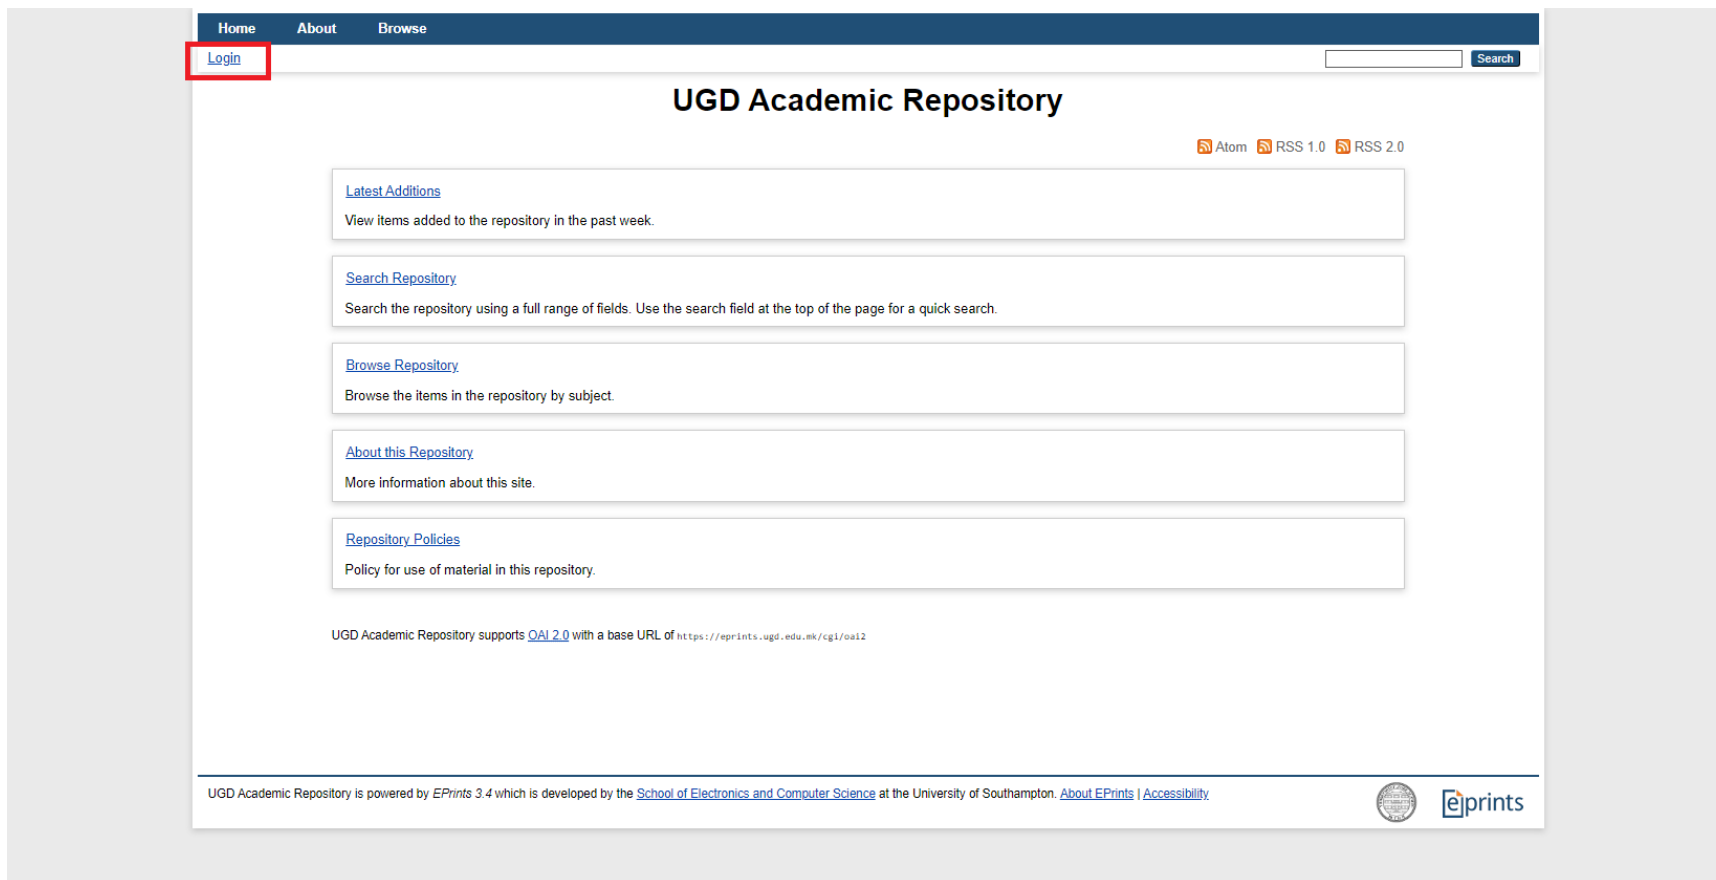 Home About Browse
Login Search
UGD Academic Repository
Atom RSS 1.0 RSS 2.0
Latest Additions
View items added to the repository in the past week.
Search Repository
Search the repository using a full range of fields. Use the search field at the top of the page for a quick search.
Browse Repository
Browse the items in the repository by subject.
About this Repository
More information about this site.
Repository Policies
Policy for use of material in this repository.
UGD Academic Repository supports OAI 2.0 with a base URL of https://eprints.ugd.edu.mk/cgi/oai2
UGD Academic Repository is powered by EPrints 3.4 which is developed by the School of Electronics and Computer Science at the University of Southampton. About EPrints | Accessibility
eprints